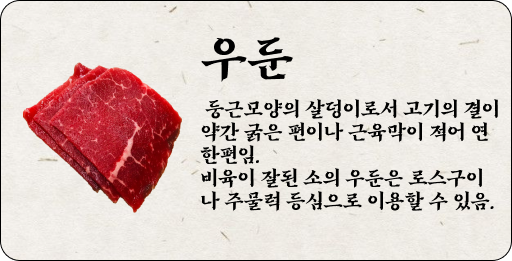 우둔
둥근모양의 살덩이로서 고기의 결이
약간 굵은 편이나 근육막이 적어 연
한편임.
비육이 잘된 소의 우둔은 로스구이
나 주물럭 등심으로 이용할 수 있음.